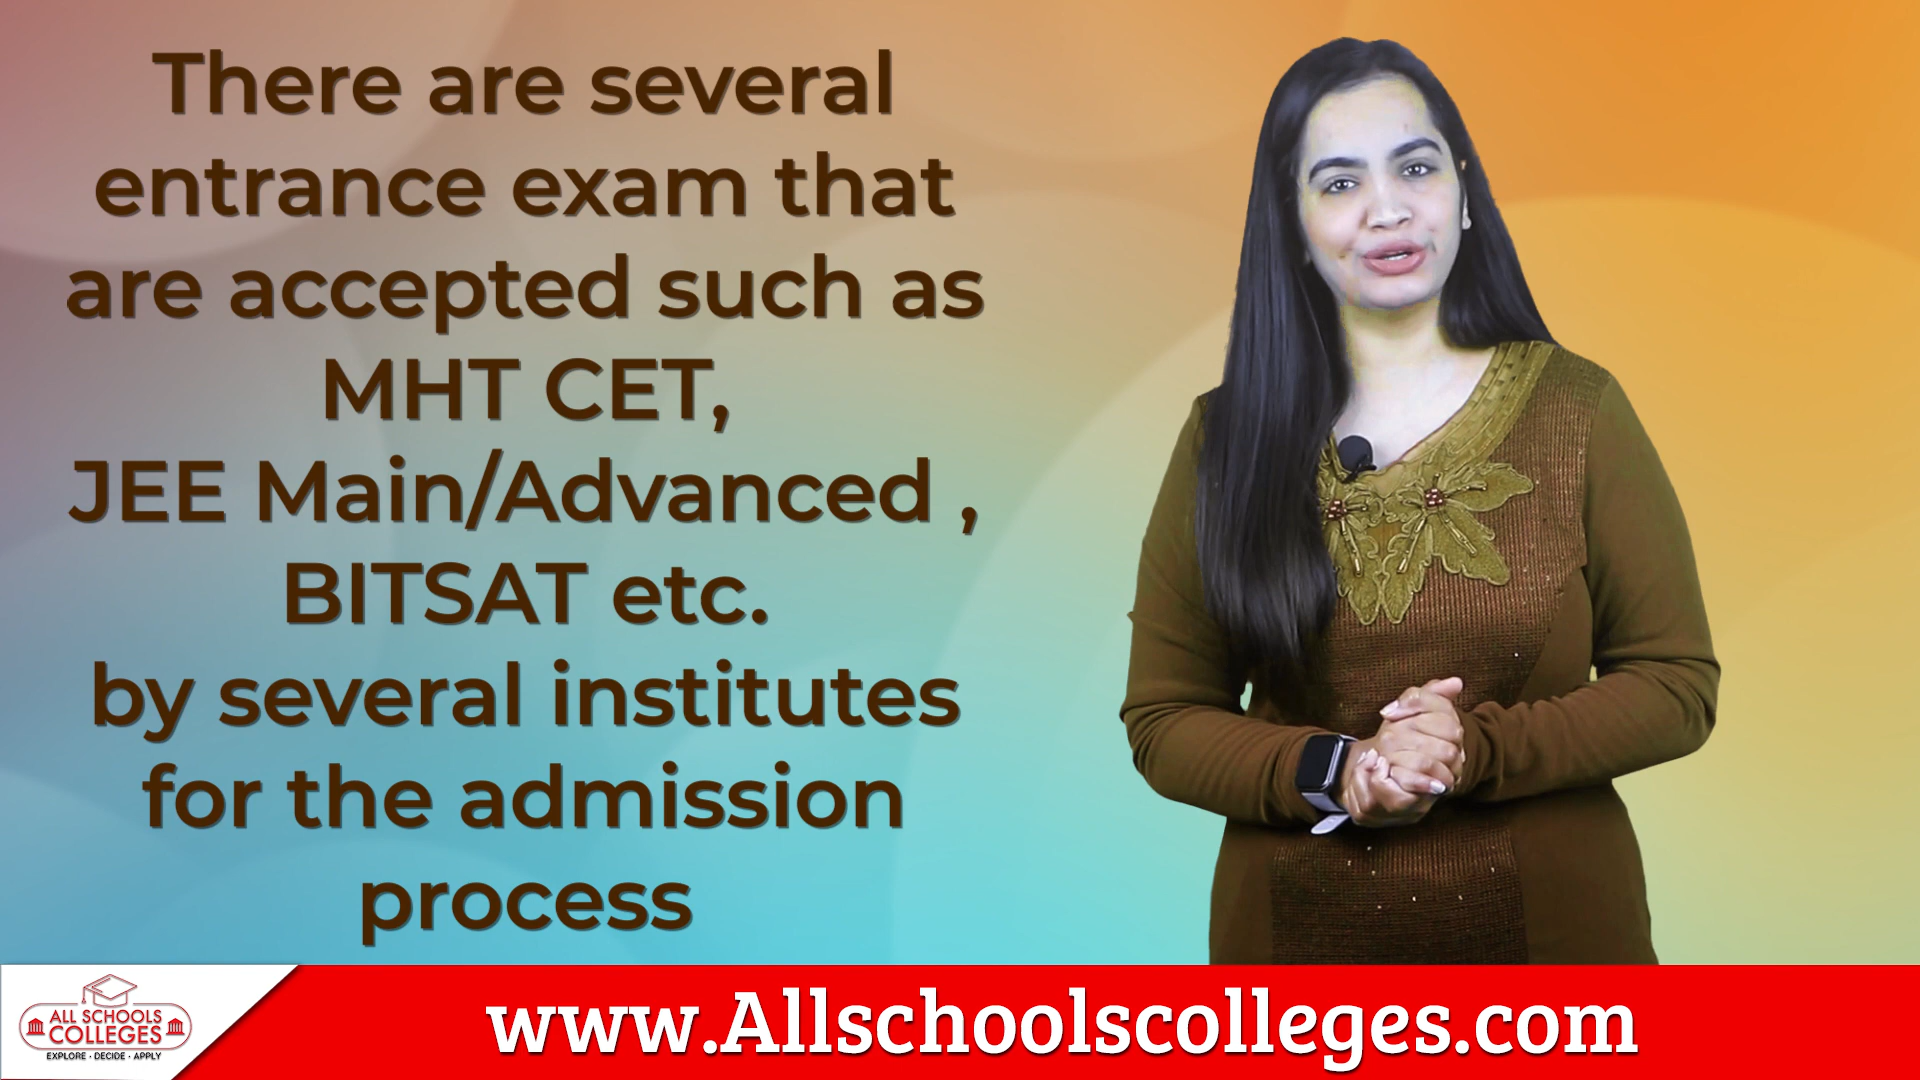 There are several
entrance exam that
are accepted such as
MHT CET,
JEE Main/Advanced ,
BITSAT etc.
by several institutes
for the admission
process
ALL SCHOOLS
COLLEGES
EXPLORE · DECIDE · APPLY
www.Allschoolscolleges.com